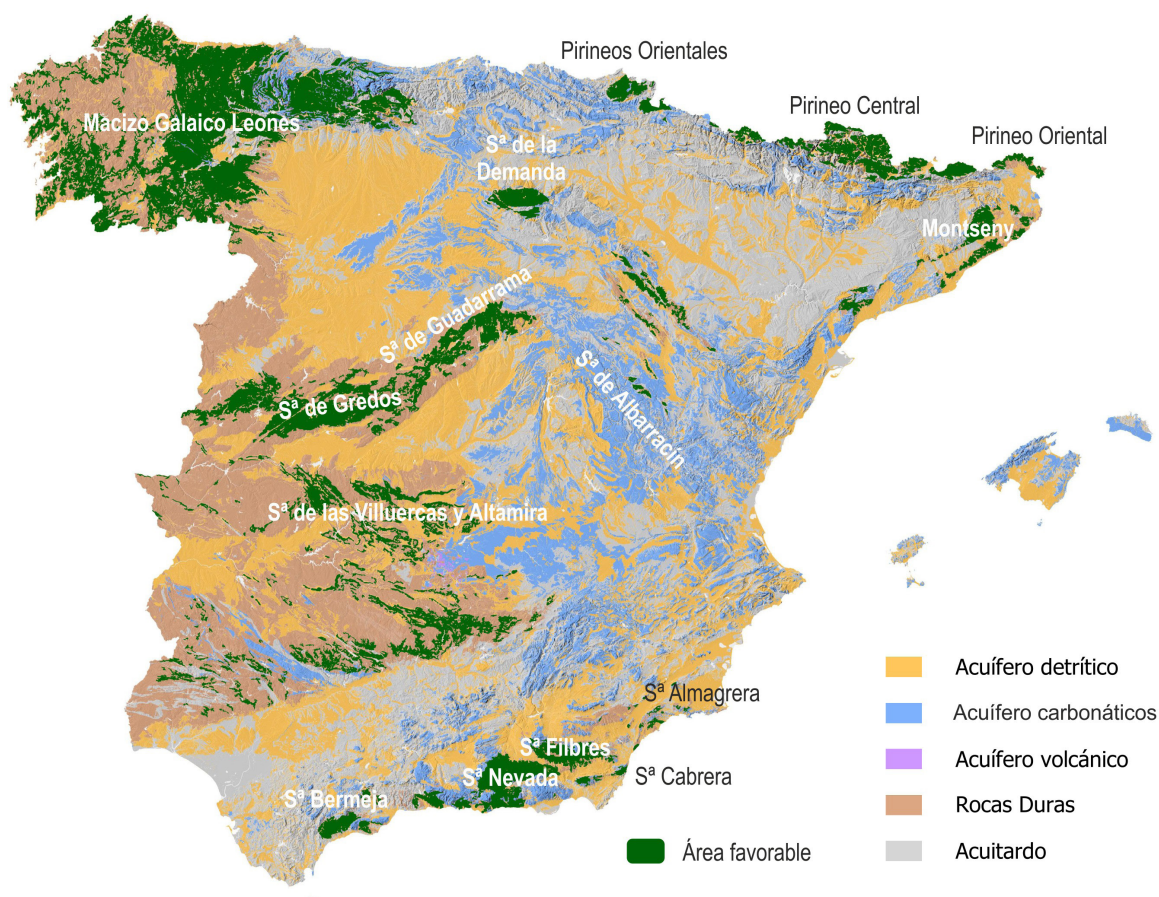 Pirineos Orientales
Pirineo Central
Pirineo Oriental
Macizo Galaico Leonés
Sª de la
Demanda
Montseny
Sª de Guadarrama
Sª de Gredos
Sª de Albarracín
Sª de las Villuercas y Altamira
Sª Almagrera
Sª Filbres
Sª Nevada
Sª Cabrera
Sª Bermeja
Acuífero detrítico
Acuífero carbonáticos
Acuífero volcánico
Rocas Duras
Acuitardo
Área favorable